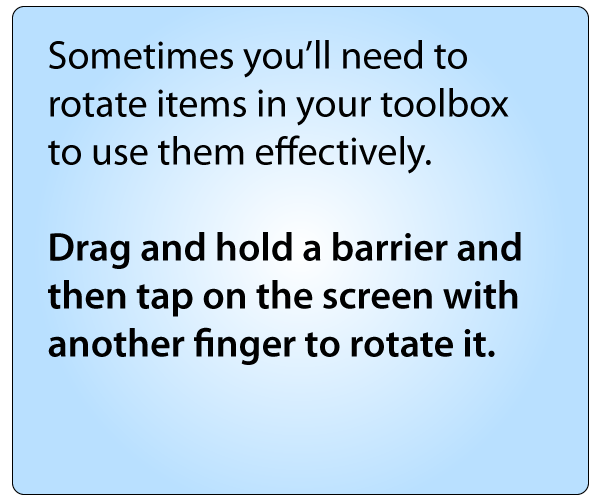 Sometimes you’ll need to
rotate items in your toolbox
to use them effectively.
Drag and hold a barrier and
then tap on the screen with
another finger to rotate it.